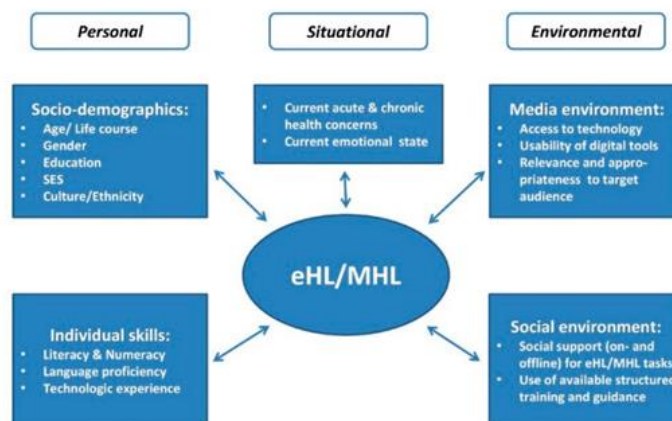 Personal
Situational
Environmental
Socio-demographics:
• Age/ Life course
• Gender
• Education
• SES
• Culture/Ethnicity
• Current acute & chronic
health concerns
• Current emotional state
Media environment:
• Access to technology
• Usability of digital tools
• Relevance and appro-
priateness to target
audience
eHL/MHL
Individual skills:
• Literacy & Numeracy
• Language proficiency
• Technologic experience
Social environment:
• Social support (on- and
offline) for eHL/MHL tasks
• Use of available structured
training and guidance